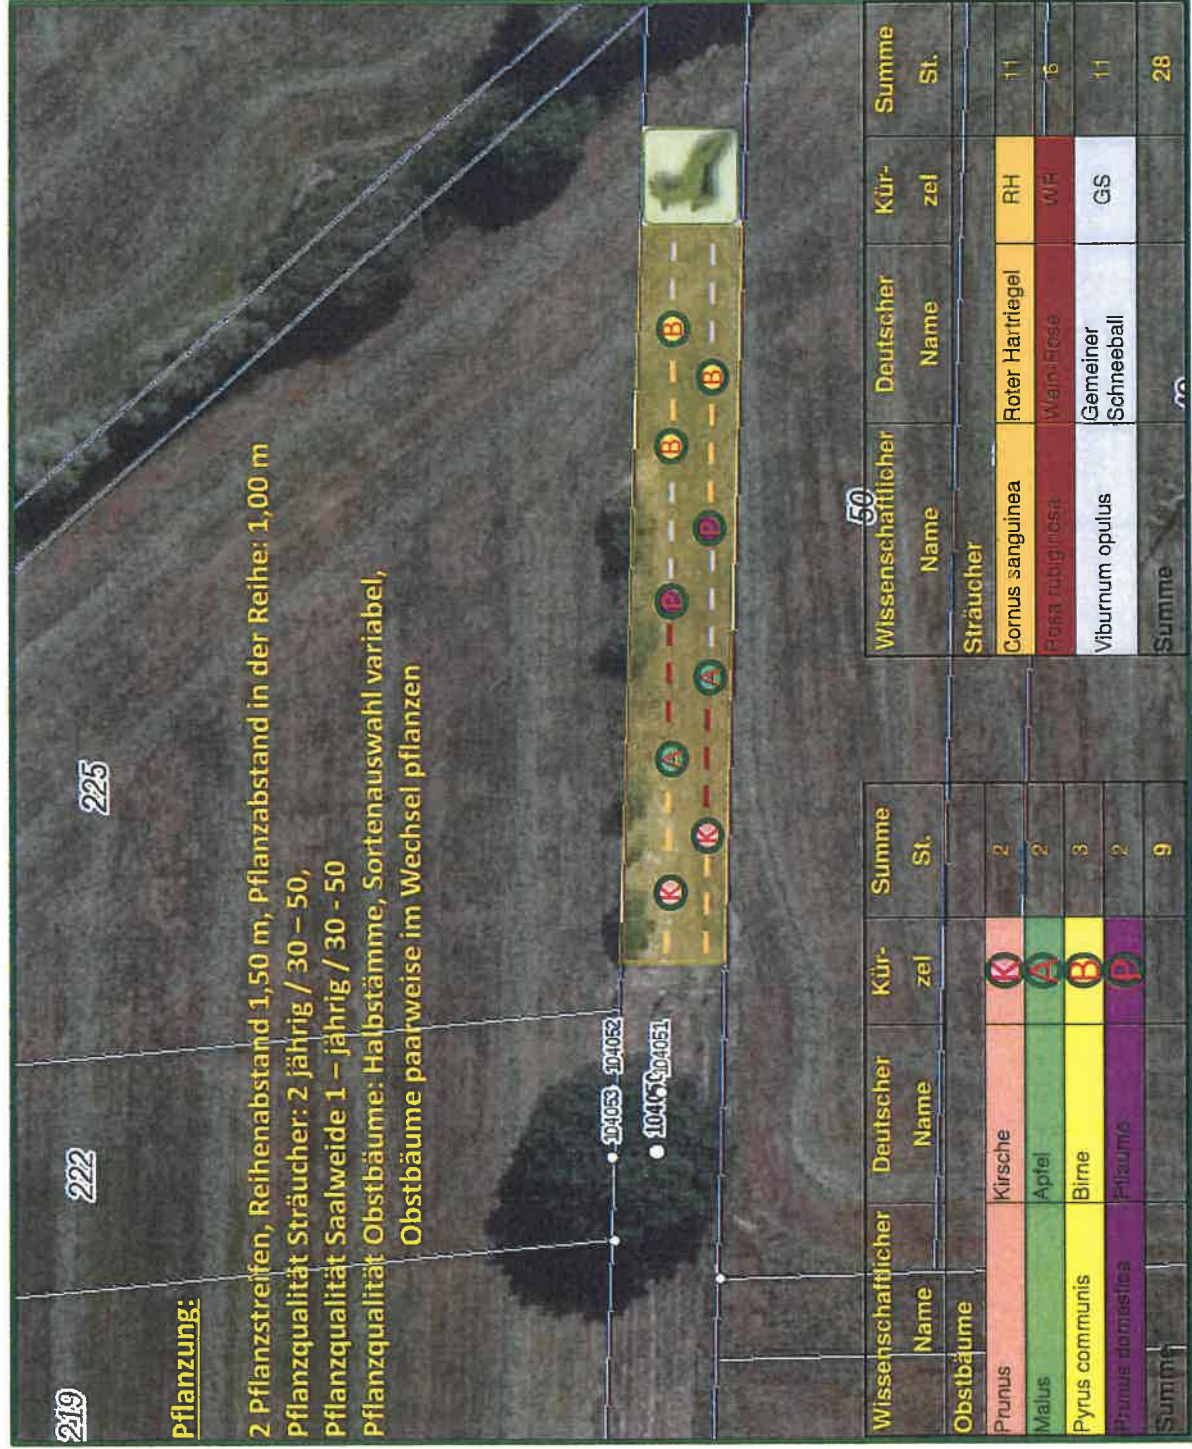 219
222
225
Pflanzung:
2 Pflanzstreifen, Reihenabstand 1,50 m, Pflanzabstand in der Reihe: 1,00 m
Pflanzqualität Sträucher: 2 jährig / 30 – 50,
Pflanzqualität Saalweide 1 – jährig / 30 - 50
Pflanzqualität Obstbäume: Halbstämme, Sortenauswahl variabel,
Obstbäume paarweise im Wechsel pflanzen
104053 104052
104051
K A P B B
K A P B
50
Wissenschaftlicher Name Deutscher Name Kür-zel Summe St.
Obstbäume
Prunus Kirsche K 2
Malus Apfel A 2
Pyrus communis Birne B 3
Prunus domestica Pflaume P 2
Summe 9
Wissenschaftlicher Name Deutscher Name Kür-zel Summe St.
Sträucher
Cornus sanguinea Roter Hartriegel RH 11
Rosa rubiginosa Wein-Rose WR 6
Viburnum opulus Gemeiner Schneeball GS 11
Summe 28